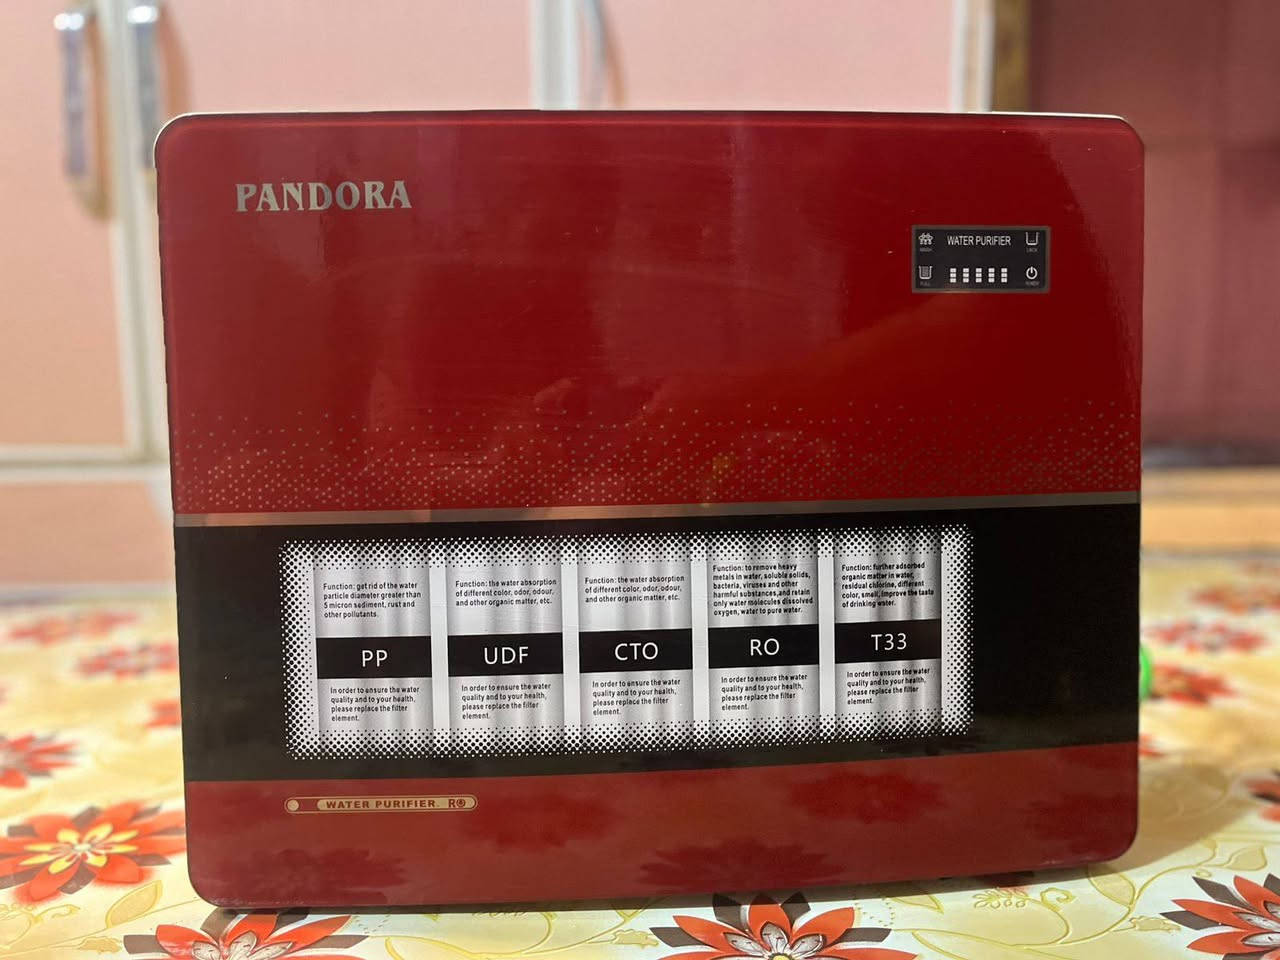 PANDORA
WATER PURIFIER
WASH
LACK
FULL
POWER
Function: get rid of the water
particle diameter greater than
5 micron sediment, rust and
other pollutants.
PP
In order to ensure the water
quality and to your health,
please replace the filter
element.
Function: the water absorption
of different color, odor, odour,
and other organic matter, etc.
UDF
In order to ensure the water
quality and to your health,
please replace the filter
element.
Function: the water absorption
of different color, odor, odour,
and other organic matter, etc.
CTO
In order to ensure the water
quality and to your health,
please replace the filter
element.
Function: to remove heavy
metals in water, soluble solids,
bacteria, viruses and other
harmful substances,and retain
only water molecules dissolved
oxygen, water to pure water.
RO
In order to ensure the water
quality and to your health,
please replace the filter
element.
Function: further adsorbed
organic matter in water,
residual chlorine, different
color, smell, improve the taste
of drinking water.
T33
In order to ensure the water
quality and to your health,
please replace the filter
element.
WATER PURIFIER. RO